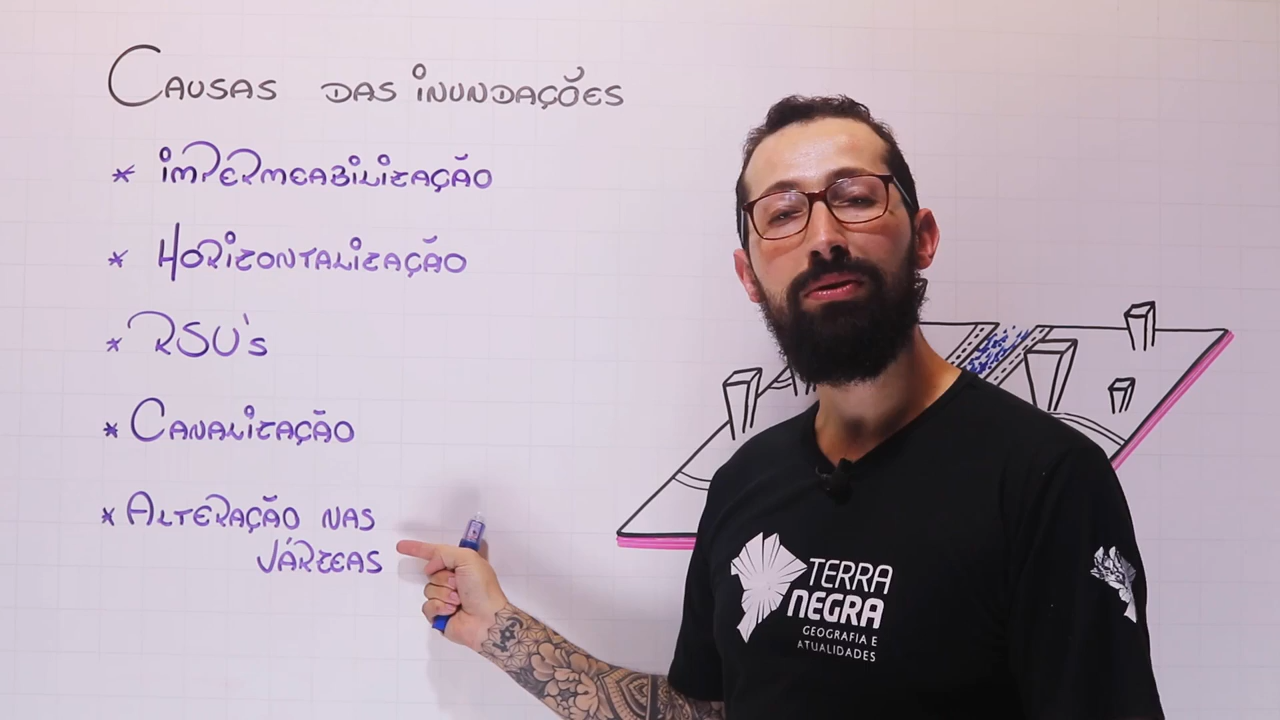 Causas das inundações
* impermeabilização
* Horizontalização
* RSU's
* Canalização
* Alteração nas
várzeas
TERRA
NEGRA
GEOGRAFIA E
ATUALIDADES